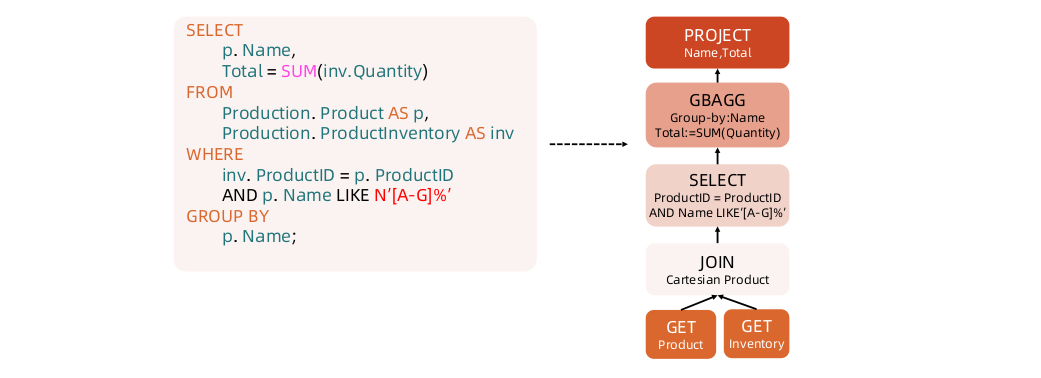 SELECT
p. Name,
Total = SUM(inv.Quantity)
FROM
Production. Product AS p,
Production. ProductInventory AS inv
WHERE
inv. ProductID = p. ProductID
AND p. Name LIKE N'[A-G]%'
GROUP BY
p. Name;
PROJECT
Name,Total
GBAGG
Group-by:Name
Total:=SUM(Quantity)
SELECT
ProductID = ProductID
AND Name LIKE'[A-G]%'
JOIN
Cartesian Product
GET
Product
GET
Inventory